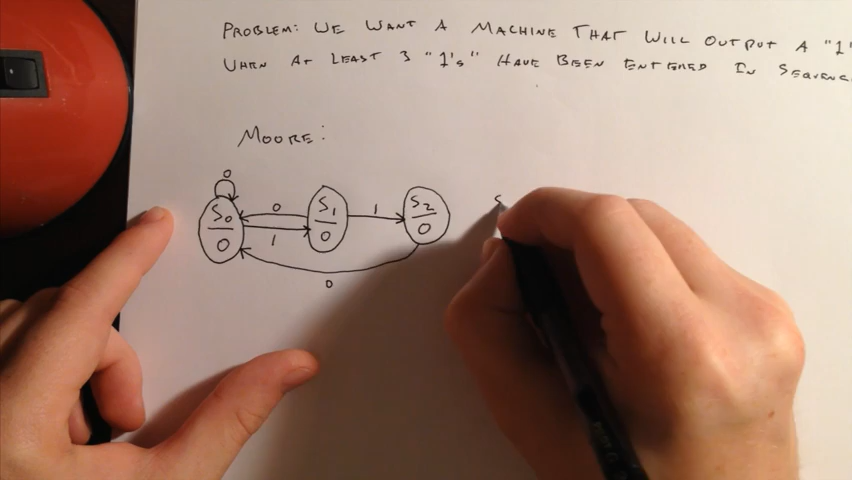 PROBLEM: WE WANT A MACHINE THAT WILL OUTPUT A "1"
WHEN AT LEAST 3 "1's" HAVE BEEN ENTERED IN SEQUENC
MOORE:
0
S0 0 S1 1 S2
0 1 0 0
0
S